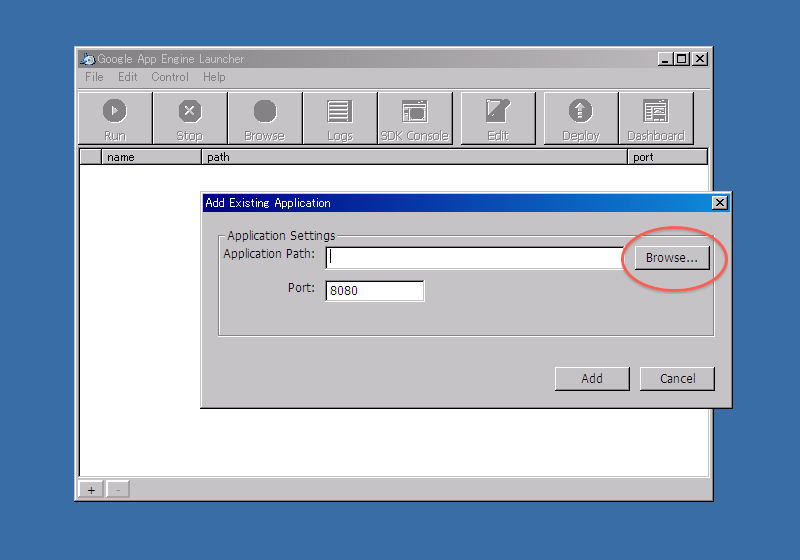 Google App Engine Launcher
File Edit Control Help
Run Stop Browse Logs SDK Console Edit Deploy Dashboard
name path port
Add Existing Application
Application Settings
Application Path: Browse...
Port: 8080
Add Cancel
+ -